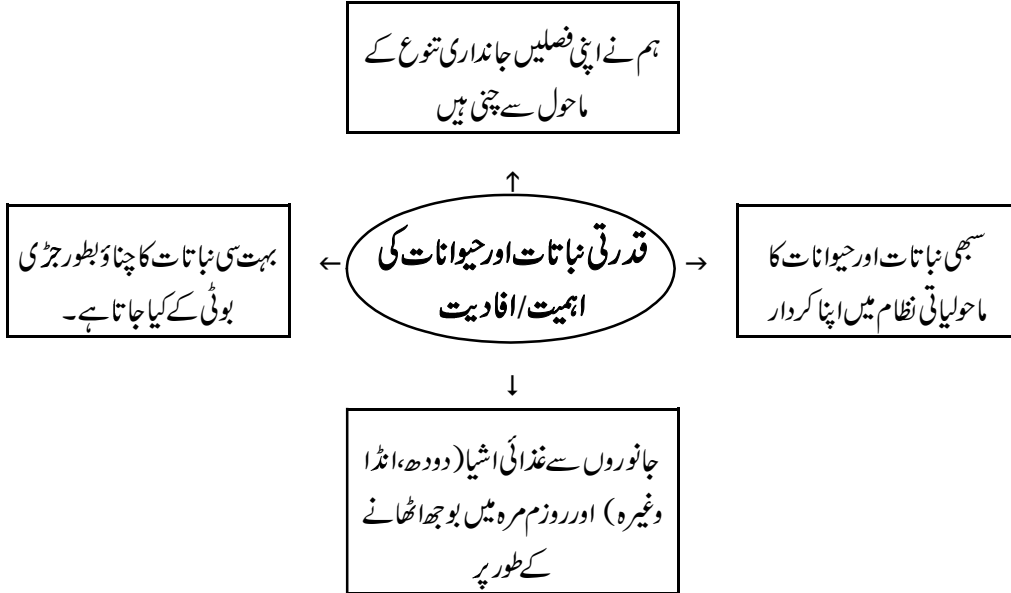 ہم نے اپنی فصلیں جانداری تنوع کے
ماحول سے چنی ہیں
↑
سبھی نباتات اور حیوانات کا
ماحولیاتی نظام میں اپنا کردار
→
قدرتی نباتات اور حیوانات کی
اہمیت/افادیت
←
بہت سی نباتات کا چناؤ بطور جڑی
بوٹی کے کیا جاتا ہے۔
↓
جانوروں سے غذائی اشیا (دودھ، انڈا
وغیرہ) اور روزم مرہ میں بوجھ اٹھانے
کے طور پر